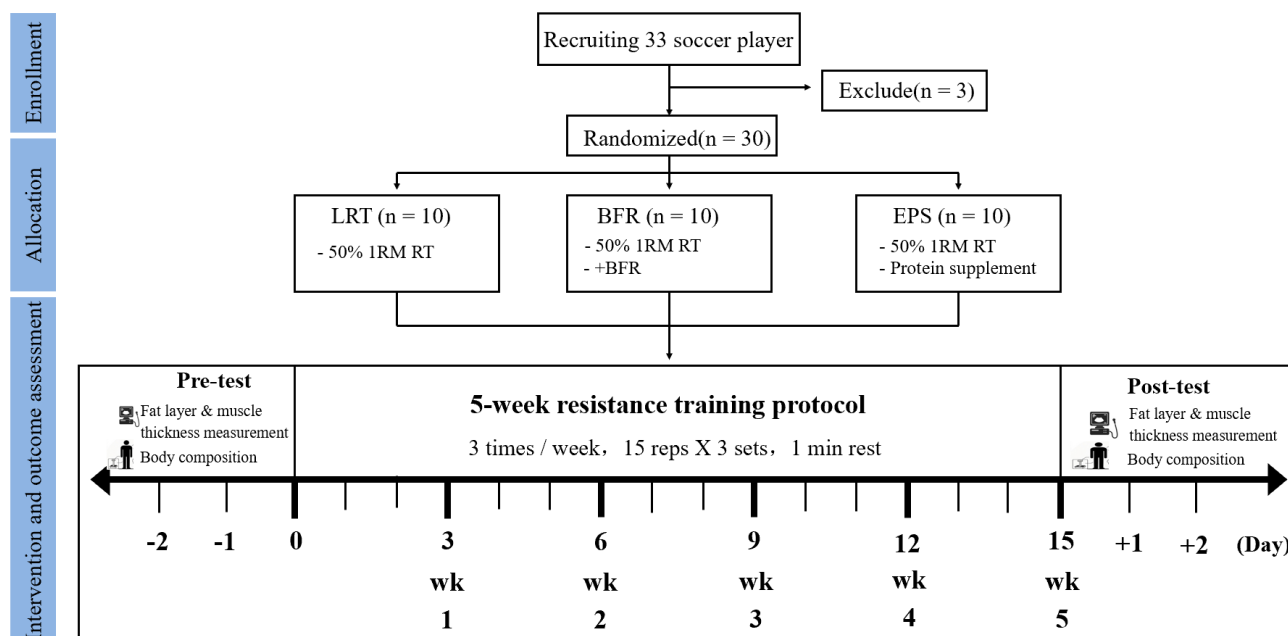 Enrollment
Recruiting 33 soccer player
Exclude(n = 3)
Randomized(n = 30)
Allocation
LRT (n = 10)
- 50% 1RM RT
BFR (n = 10)
- 50% 1RM RT
- +BFR
EPS (n = 10)
- 50% 1RM RT
- Protein supplement
Intervention and outcome assessment
Pre-test
Fat layer & muscle
thickness measurement
Body composition
5-week resistance training protocol
3 times / week, 15 reps X 3 sets, 1 min rest
Post-test
Fat layer & muscle
thickness measurement
Body composition
-2 -1 0 3 6 9 12 15 +1 +2 (Day)
wk wk wk wk wk
1 2 3 4 5